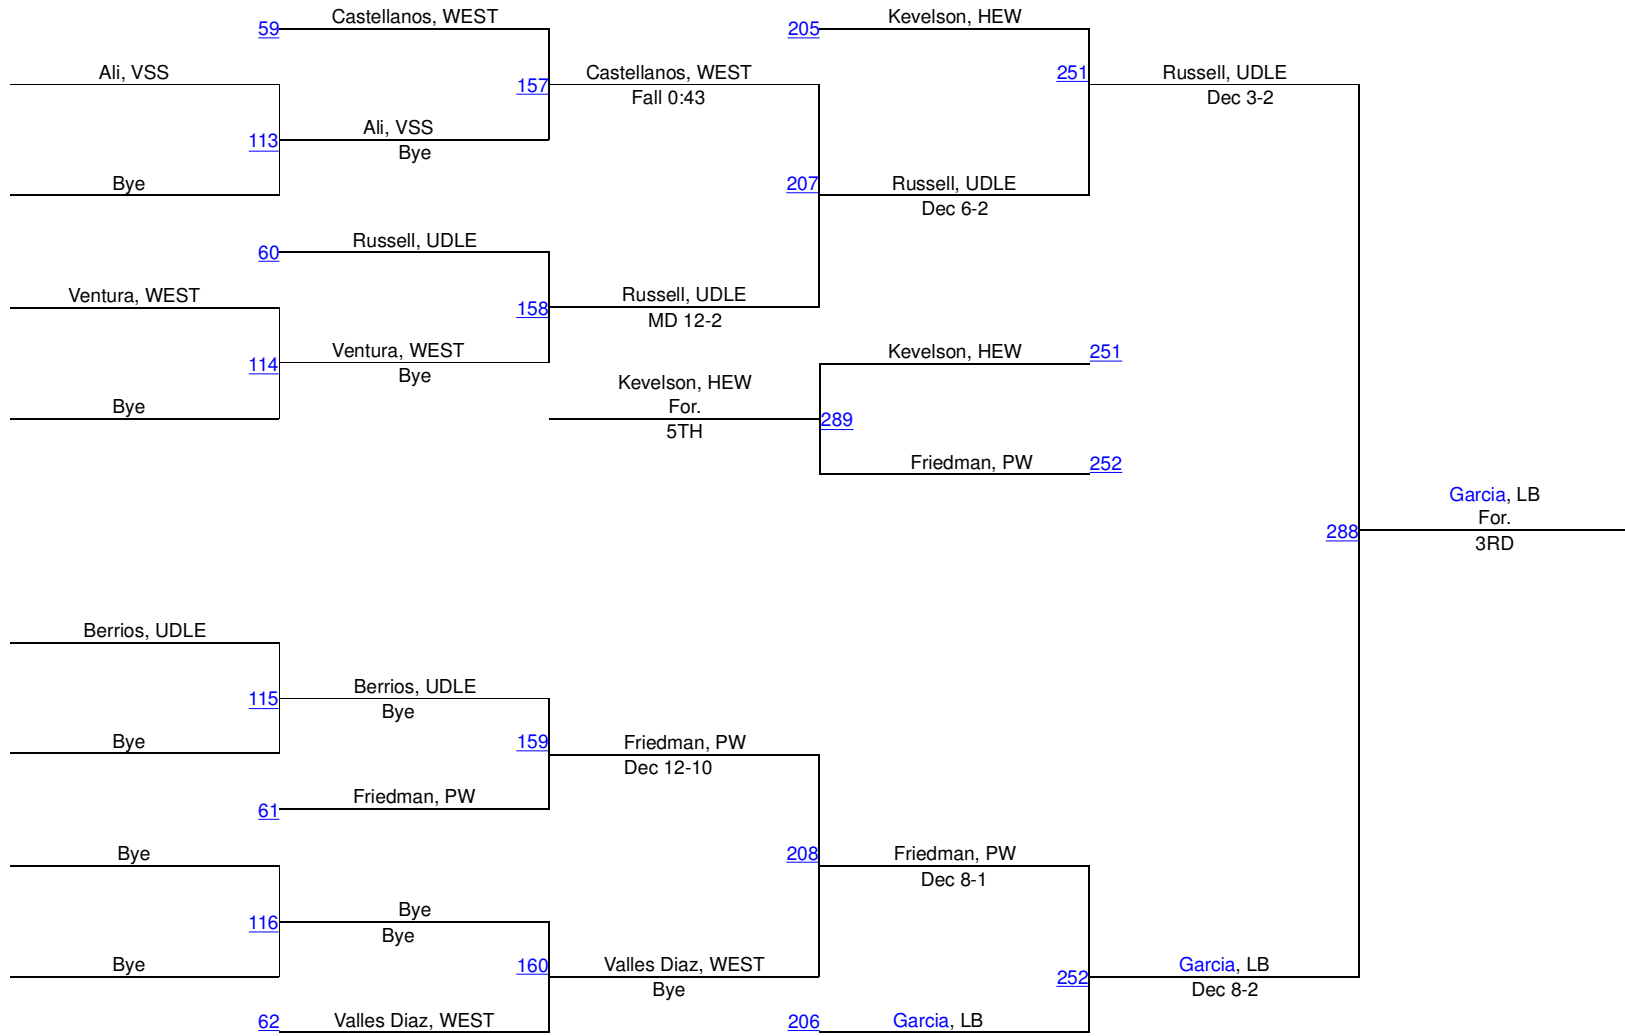 Castellanos, WEST
Kevelson, HEW
59
205
Ali, VSS
Castellanos, WEST
251
Russell, UDLE
157
Fall 0:43
Dec 3-2
Ali, VSS
113
Bye
Bye
207
Russell, UDLE
Dec 6-2
Russell, UDLE
60
Ventura, WEST
Russell, UDLE
158
MD 12-2
Ventura, WEST
Kevelson, HEW
251
114
Bye
Kevelson, HEW
Bye
For.
289
5TH
Friedman, PW
252
Garcia, LB
For.
288
3RD
Berrios, UDLE
Berrios, UDLE
115
Bye
Bye
159
Friedman, PW
Dec 12-10
Friedman, PW
61
Bye
208
Friedman, PW
Dec 8-1
Bye
116
Bye
Bye
160
Valles Diaz, WEST
Garcia, LB
252
Bye
Dec 8-2
62
Valles Diaz, WEST
206
Garcia, LB